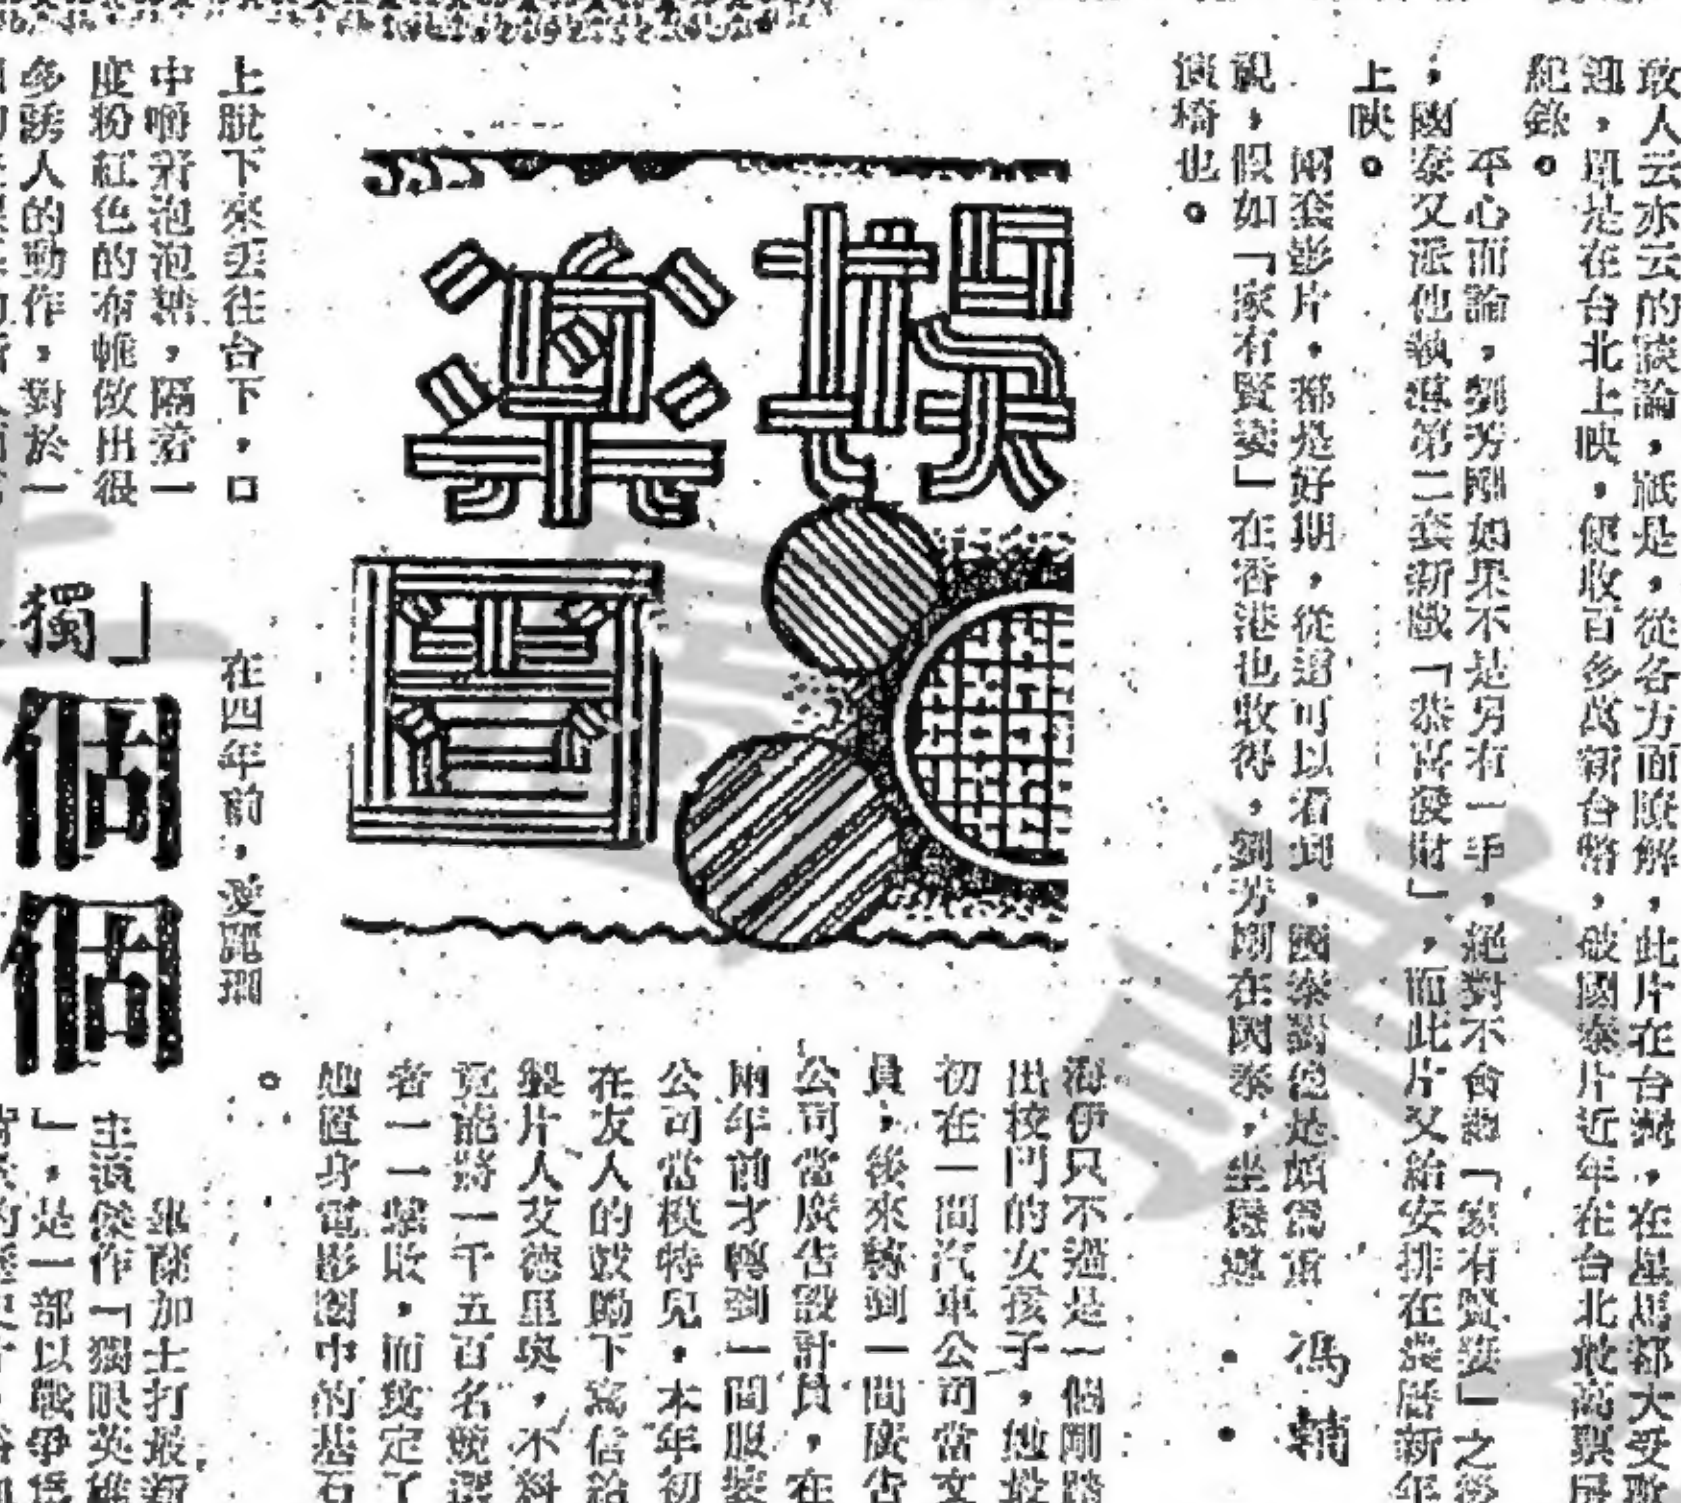 敢人云亦云的談論，祇是，從各方面瞭解，此片在台灣，在星馬都大受歡
迎，單是在台北上映，便收百多萬新台幣，破國泰片近年在台北最高票房
紀錄。
平心而論，劉芳剛如果不是另有一手，絕對不會繼「家有賢妻」之後
，國泰又派他執導第二套新戲「恭喜發財」，而此片又給安排在農曆新年
上映。
兩套影片，都是好期，從這可以看到，國泰對他是頗為重
視，假如「家有賢妻」在香港也收得，劉芳剛在國泰，坐穩導
演椅也。
馮
娛樂圈
海伊只不過是一個剛踏
出校門的女孩子，她最
初在一間汽車公司當文
員，後來轉到一間廣告
公司當廣告設計員，在
兩年前才轉到一間服裝
公司當模特兒，本年初
在友人的鼓勵下寫信給
製片人艾德里奧，不料
竟能將一千五百名競選
者一一擊敗，而奠定了
她置身電影圈中的基石
。
上脫下來丟往台下，口
中嚼着泡泡糖，隔着一
度粉紅色的布帷做出很
多誘人的動作，對於一
在四年前，愛麗
」個個
獨
畢蘭加士打最新
主演傑作「獨眼英雄
」，是一部以戰爭為